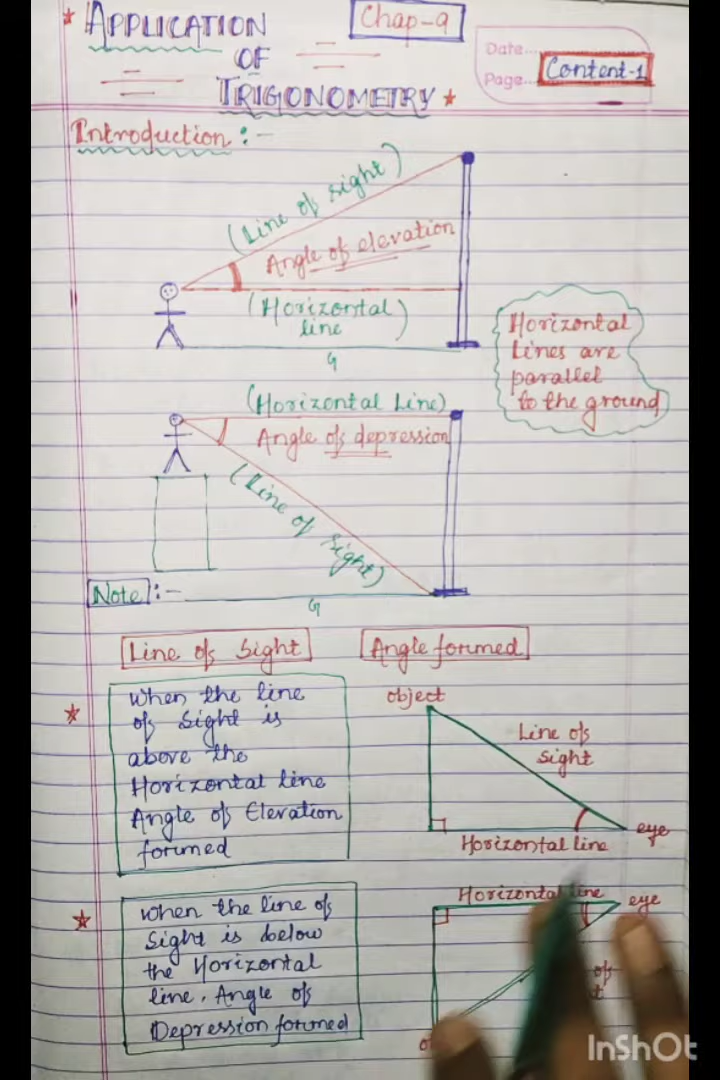 Chap-9
APPLICATION
OF
TRIGONOMETRY
Date
Page
Content-1
Introduction :-
(Line of sight)
Angle of elevation
(Horizontal
line)
G
Horizontal
Lines are
parallel
to the ground
(Horizontal Line)
Angle of depression
(Line of sight)
G
Note :-
Line of Sight
Angle formed
When the line
of Sight is
above the
Horizontal line
Angle of Elevation
formed
object
Line of
Sight
eye
Horizontal line
When the line of
Sight is below
the Horizontal
line. Angle of
Depression formed
Horizontal line
eye
of
InShOt